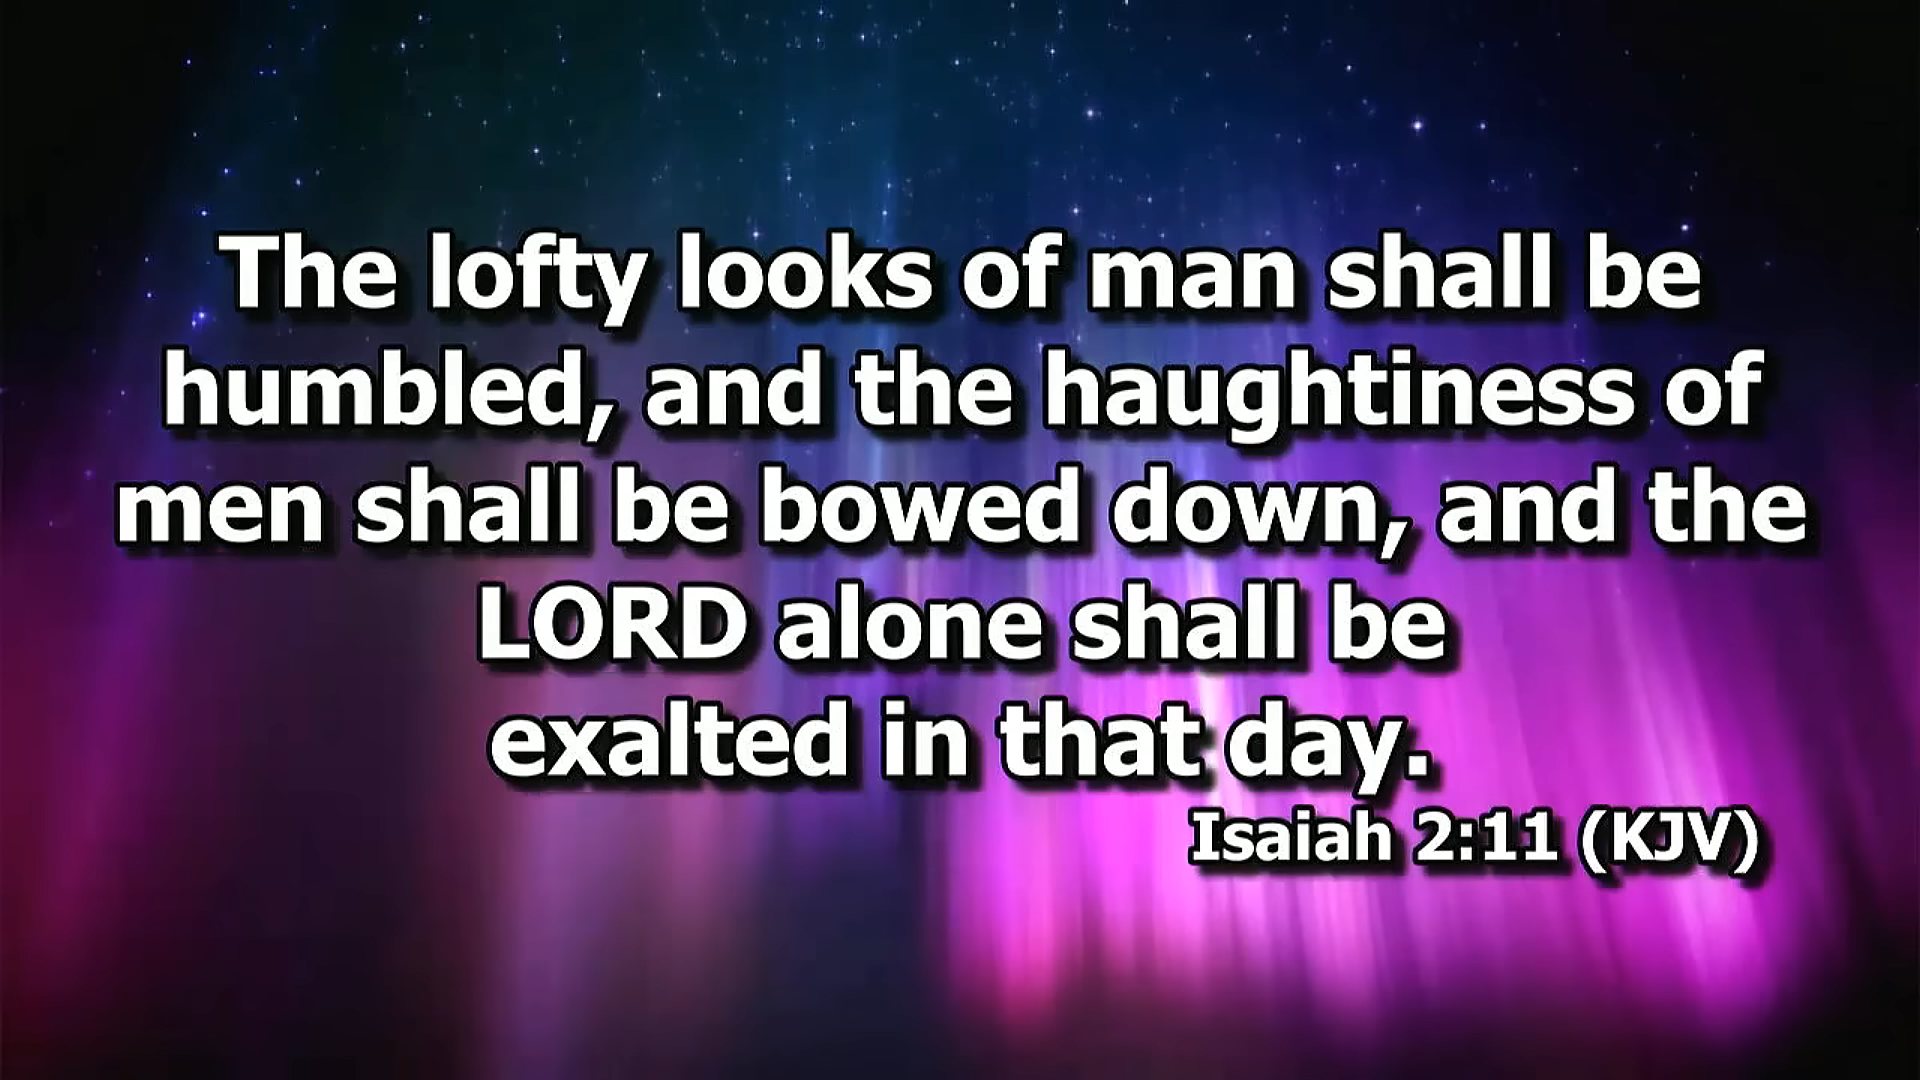 The lofty looks of man shall be
humbled, and the haughtiness of
men shall be bowed down, and the
LORD alone shall be
exalted in that day.
Isaiah 2:11 (KJV)